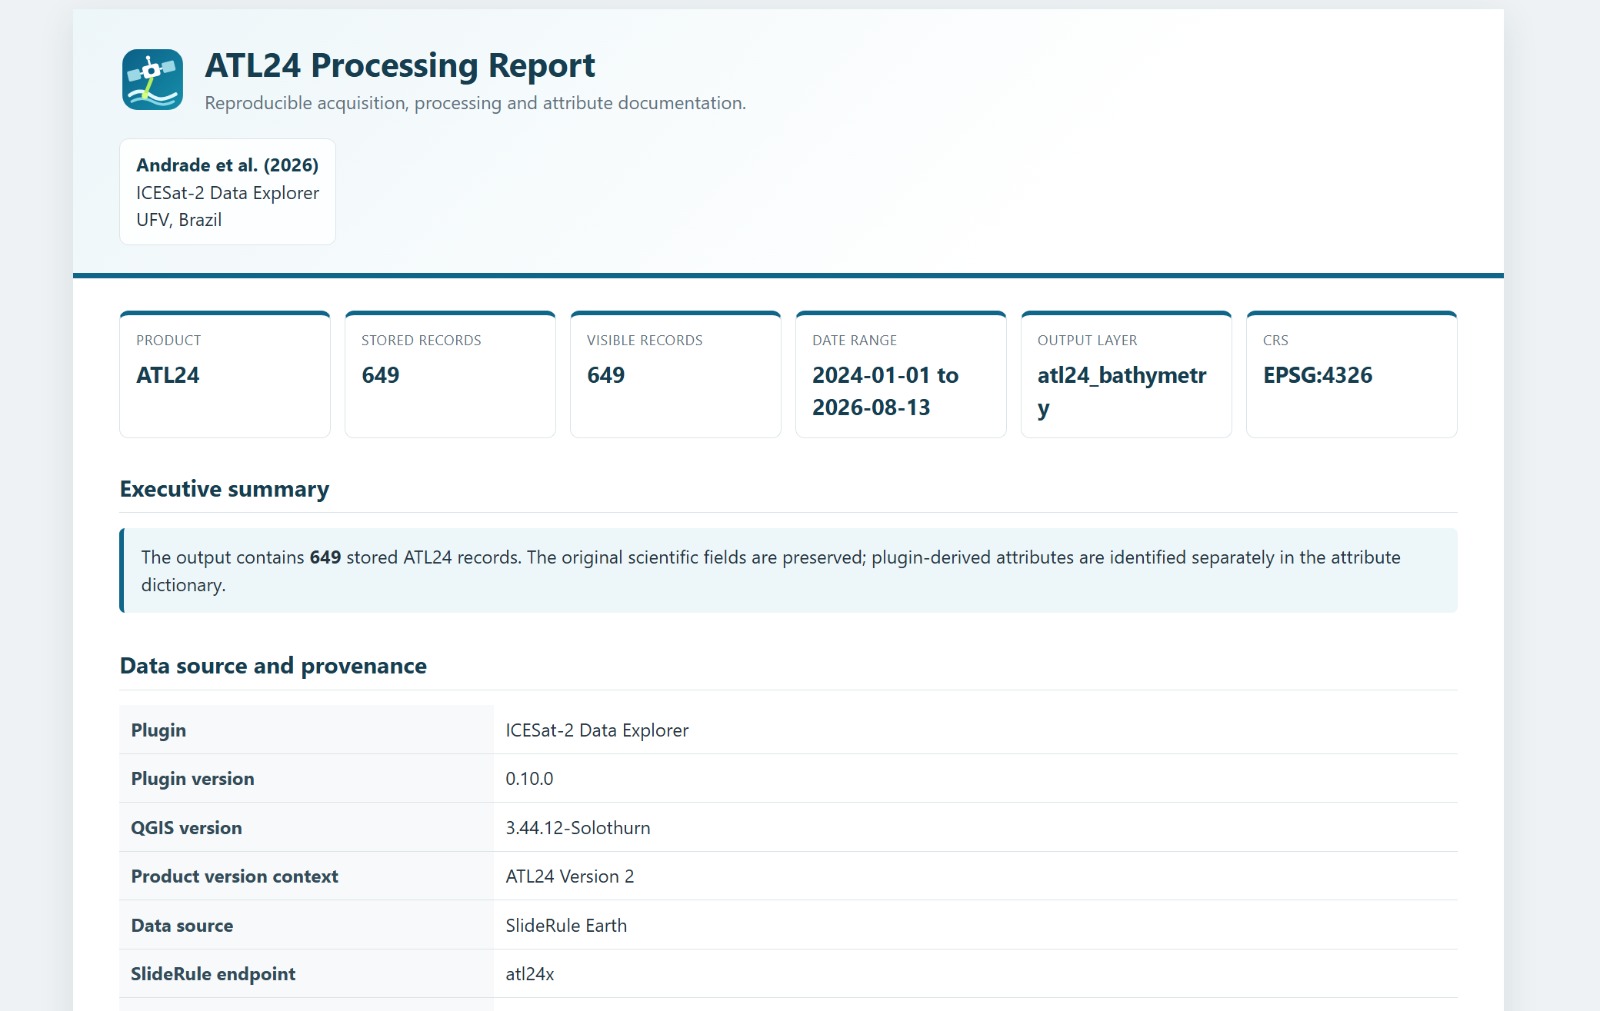 ATL24 Processing Report
Reproducible acquisition, processing and attribute documentation.
Andrade et al. (2026)
ICESat-2 Data Explorer
UFV, Brazil
PRODUCT
ATL24
STORED RECORDS
649
VISIBLE RECORDS
649
DATE RANGE
2024-01-01 to
2026-08-13
OUTPUT LAYER
atl24_bathymetr
y
CRS
EPSG:4326
Executive summary
The output contains 649 stored ATL24 records. The original scientific fields are preserved; plugin-derived attributes are identified separately in the attribute
dictionary.
Data source and provenance
Plugin ICESat-2 Data Explorer
Plugin version 0.10.0
QGIS version 3.44.12-Solothurn
Product version context ATL24 Version 2
Data source SlideRule Earth
SlideRule endpoint atl24x